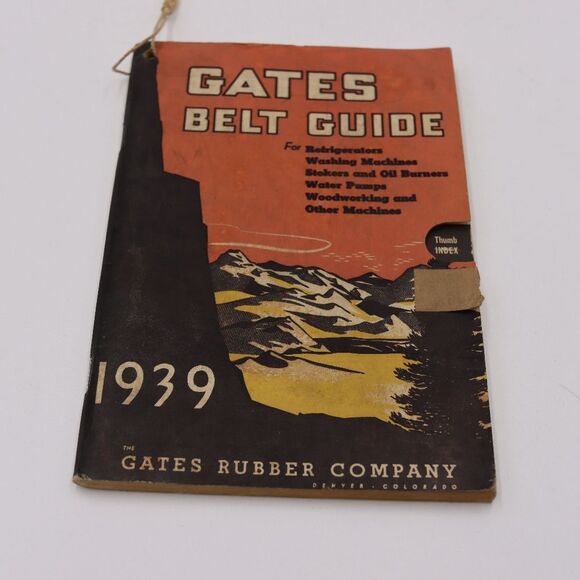 GATES
BELT GUIDE
For Refrigerators
Washing Machines
Stokers and Oil Burners
Water Pumps
Woodworking and
Other Machines
Thumb
INDEX
1939
THE
GATES RUBBER COMPANY
DENVER · COLORADO